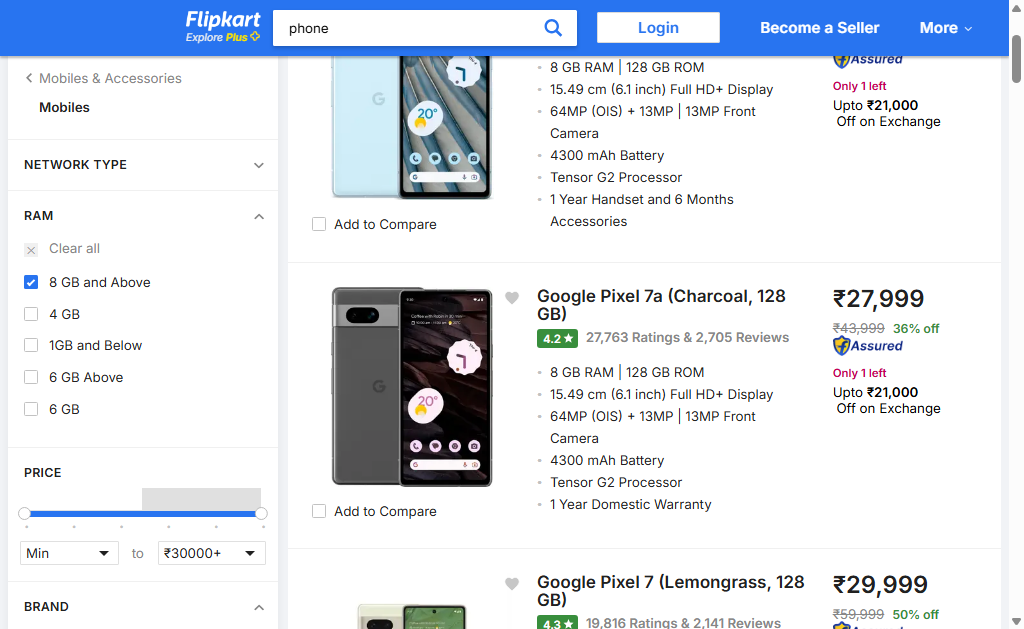 Flipkart
Explore Plus
phone
Login
Become a Seller
More
Mobiles & Accessories
Mobiles
NETWORK TYPE
RAM
Clear all
8 GB and Above
4 GB
1GB and Below
6 GB Above
6 GB
PRICE
Min
to
₹30000+
BRAND
20°
8 GB RAM | 128 GB ROM
15.49 cm (6.1 inch) Full HD+ Display
64MP (OIS) + 13MP | 13MP Front
Camera
4300 mAh Battery
Tensor G2 Processor
1 Year Handset and 6 Months
Accessories
Add to Compare
Assured
Only 1 left
Upto ₹21,000
Off on Exchange
20°
Google Pixel 7a (Charcoal, 128
GB)
4.2 ★ 27,763 Ratings & 2,705 Reviews
8 GB RAM | 128 GB ROM
15.49 cm (6.1 inch) Full HD+ Display
64MP (OIS) + 13MP | 13MP Front
Camera
4300 mAh Battery
Tensor G2 Processor
1 Year Domestic Warranty
Add to Compare
₹27,999
₹43,999 36% off
Assured
Only 1 left
Upto ₹21,000
Off on Exchange
Google Pixel 7 (Lemongrass, 128
GB)
4.3 ★ 19,816 Ratings & 2,141 Reviews
₹29,999
₹59,999 50% off